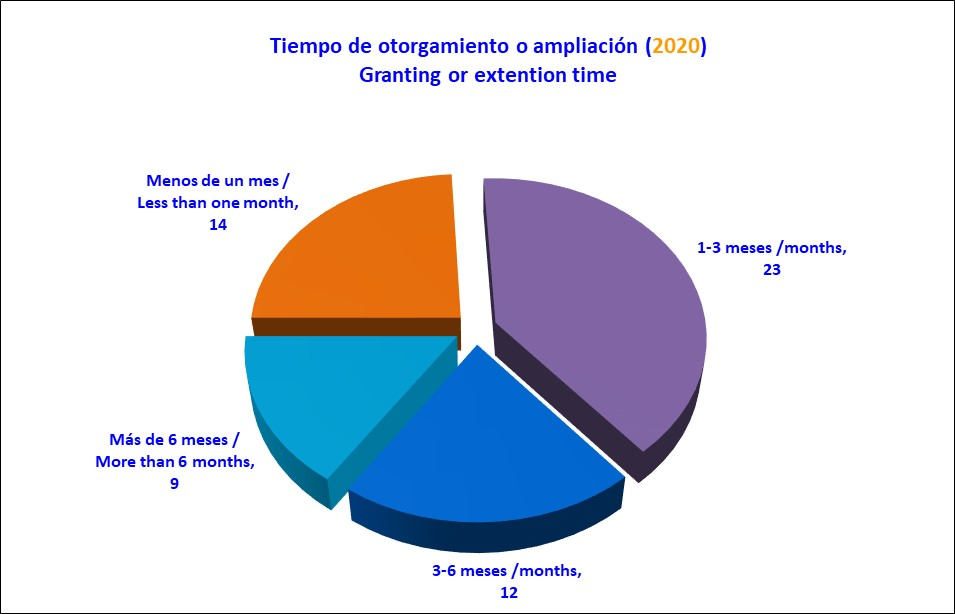 Tiempo de otorgamiento o ampliación (2020)
Granting or extention time
Menos de un mes /
Less than one month,
14
1-3 meses /months,
23
Más de 6 meses /
More than 6 months,
9
3-6 meses /months,
12